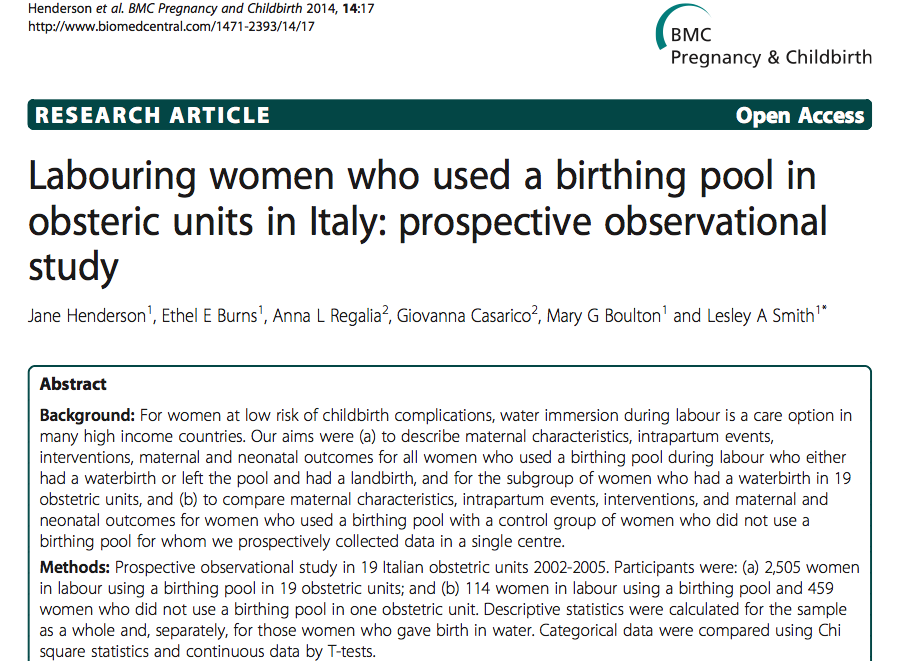 Henderson et al. BMC Pregnancy and Childbirth 2014, 14:17
http://www.biomedcentral.com/1471-2393/14/17
BMC
Pregnancy & Childbirth
RESEARCH ARTICLE
Open Access
Labouring women who used a birthing pool in
obsteric units in Italy: prospective observational
study
Jane Henderson1, Ethel E Burns1, Anna L Regalia2, Giovanna Casarico2, Mary G Boulton1 and Lesley A Smith1*
Abstract
Background: For women at low risk of childbirth complications, water immersion during labour is a care option in
many high income countries. Our aims were (a) to describe maternal characteristics, intrapartum events,
interventions, maternal and neonatal outcomes for all women who used a birthing pool during labour who either
had a waterbirth or left the pool and had a landbirth, and for the subgroup of women who had a waterbirth in 19
obstetric units, and (b) to compare maternal characteristics, intrapartum events, interventions, and maternal and
neonatal outcomes for women who used a birthing pool with a control group of women who did not use a
birthing pool for whom we prospectively collected data in a single centre.
Methods: Prospective observational study in 19 Italian obstetric units 2002-2005. Participants were: (a) 2,505 women
in labour using a birthing pool in 19 obstetric units; and (b) 114 women in labour using a birthing pool and 459
women who did not use a birthing pool in one obstetric unit. Descriptive statistics were calculated for the sample
as a whole and, separately, for those women who gave birth in water. Categorical data were compared using Chi
square statistics and continuous data by T-tests.